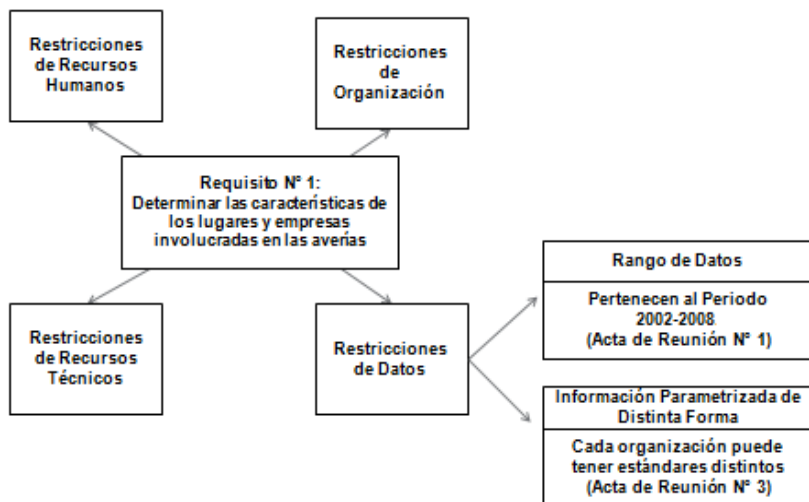 Restricciones
de Recursos
Humanos
Restricciones
de
Organización
Requisito N° 1:
Determinar las características de
los lugares y empresas
involucradas en las averías
Restricciones
de Recursos
Técnicos
Restricciones
de Datos
Rango de Datos
Pertenecen al Periodo
2002-2008
(Acta de Reunión N° 1)
Información Parametrizada de
Distinta Forma
Cada organización puede
tener estándares distintos
(Acta de Reunión N° 3)